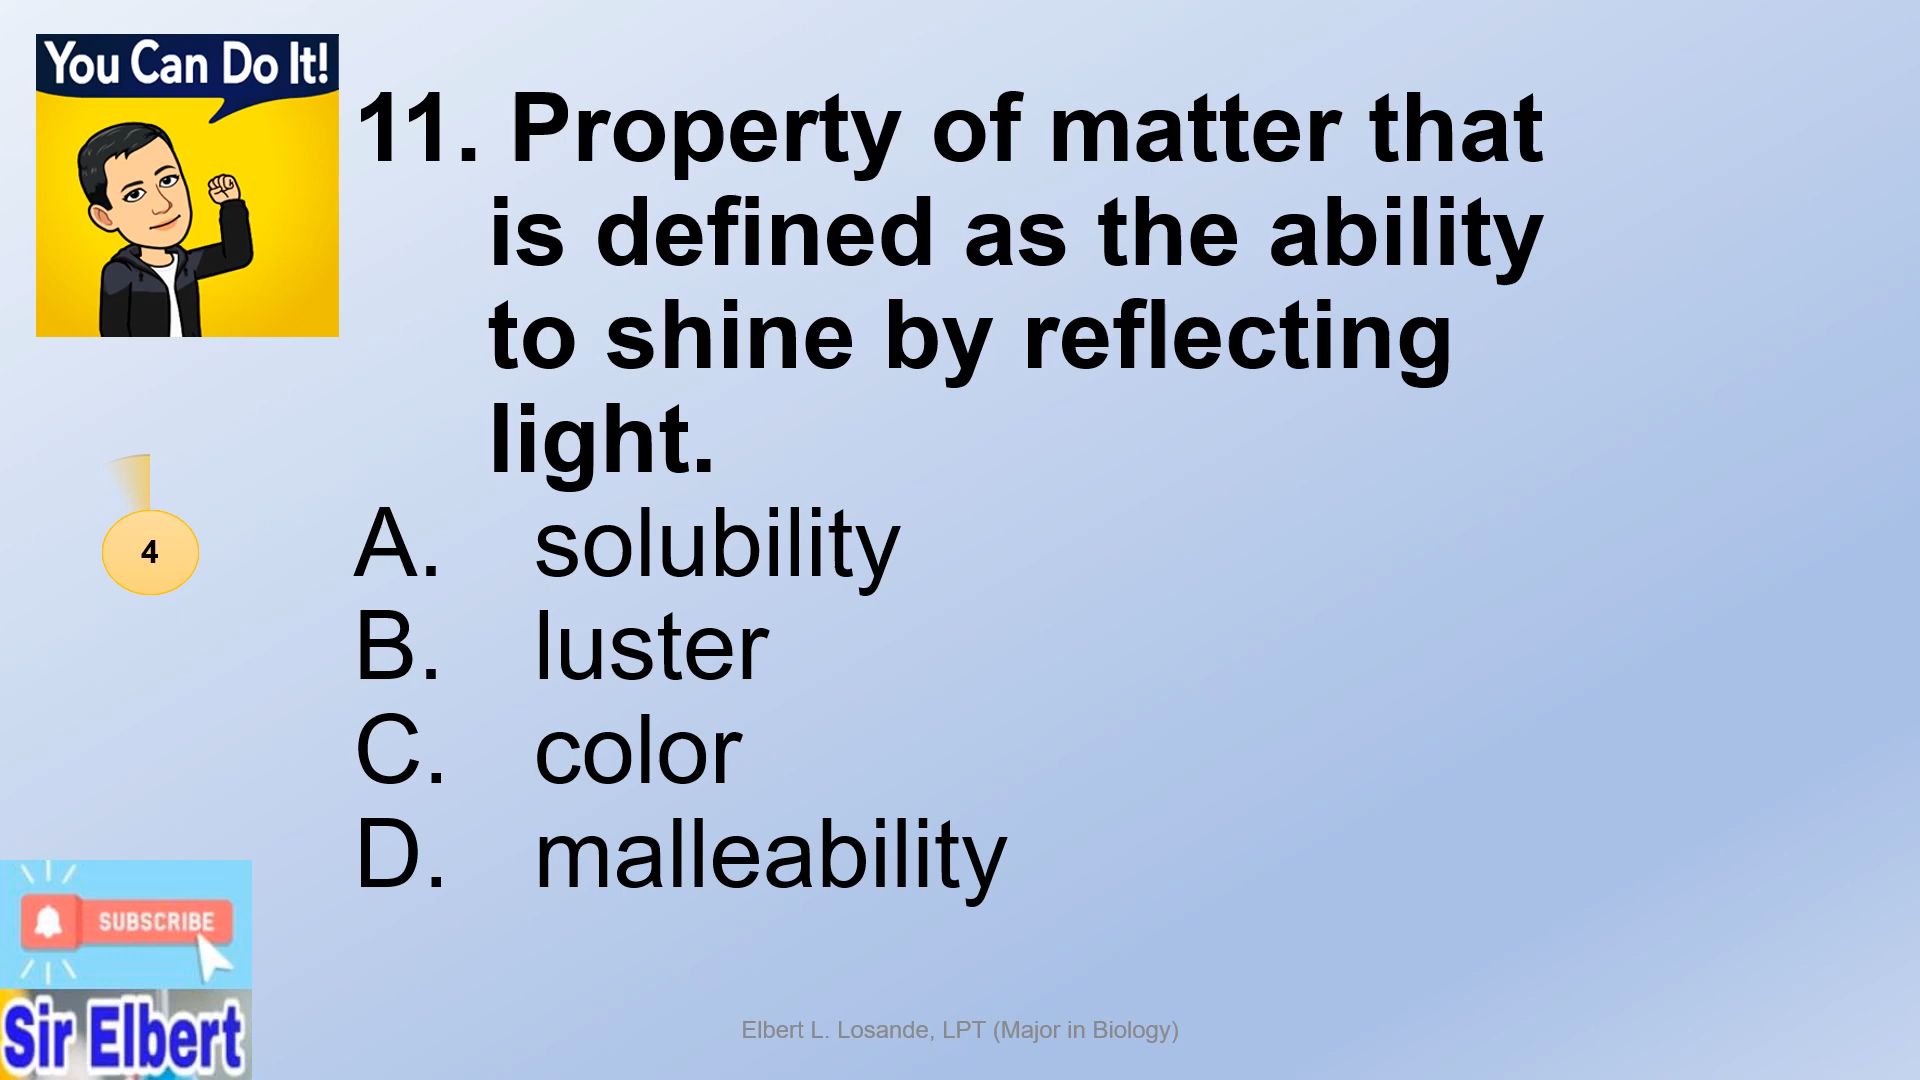 You Can Do It!
11. Property of matter that
is defined as the ability
to shine by reflecting
light.
A. solubility
B. luster
C. color
D. malleability
4
SUBSCRIBE
Sir Elbert
Elbert L. Losande, LPT (Major in Biology)